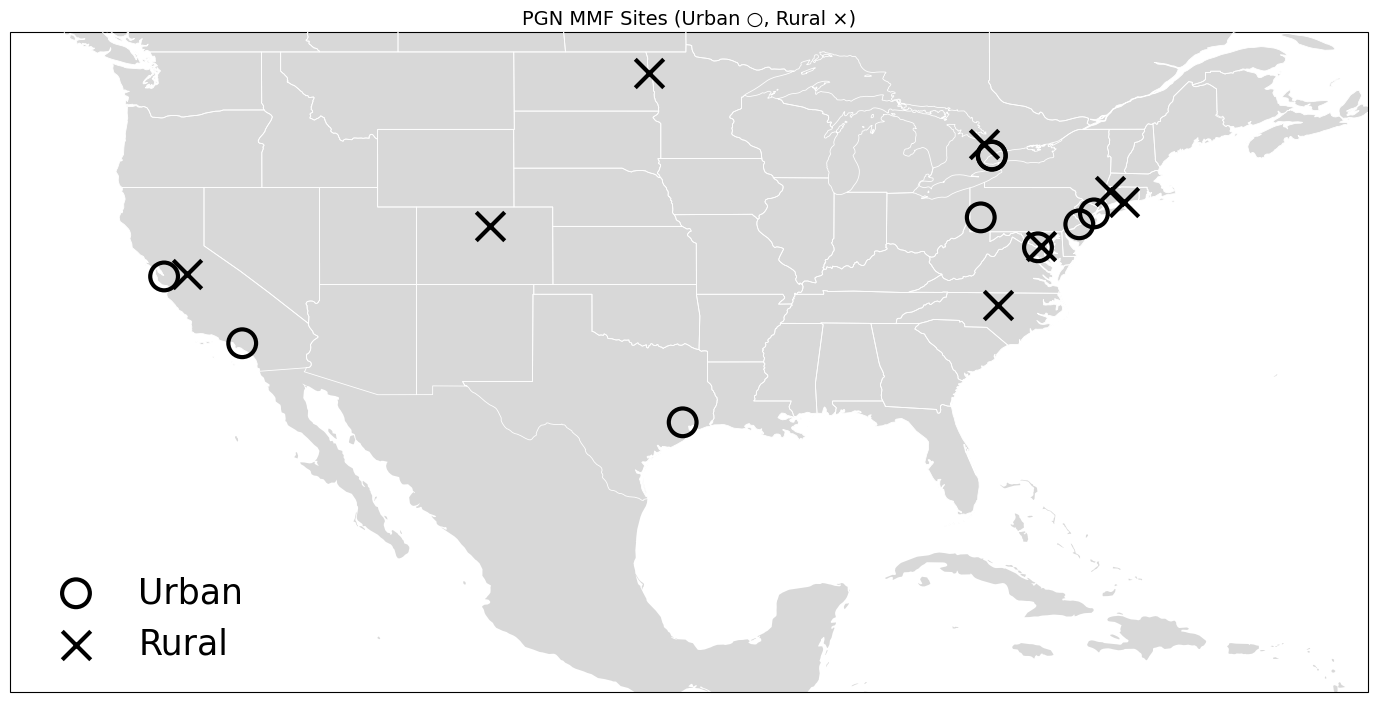 PGN MMF Sites (Urban ○, Rural ×)
Urban
Rural